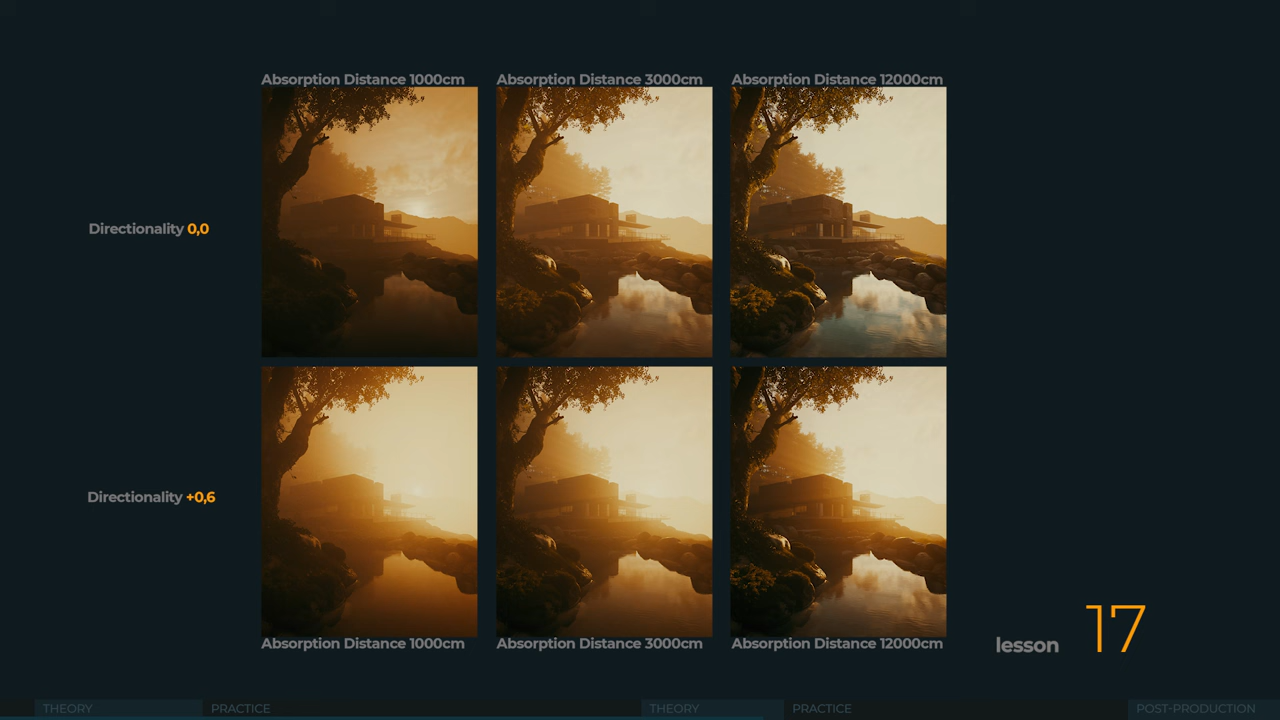 Absorption Distance 1000cm
Absorption Distance 3000cm
Absorption Distance 12000cm
Directionality 0,0
Directionality +0,6
Absorption Distance 1000cm
Absorption Distance 3000cm
Absorption Distance 12000cm
lesson 17
THEORY
PRACTICE
THEORY
PRACTICE
POST-PRODUCTION